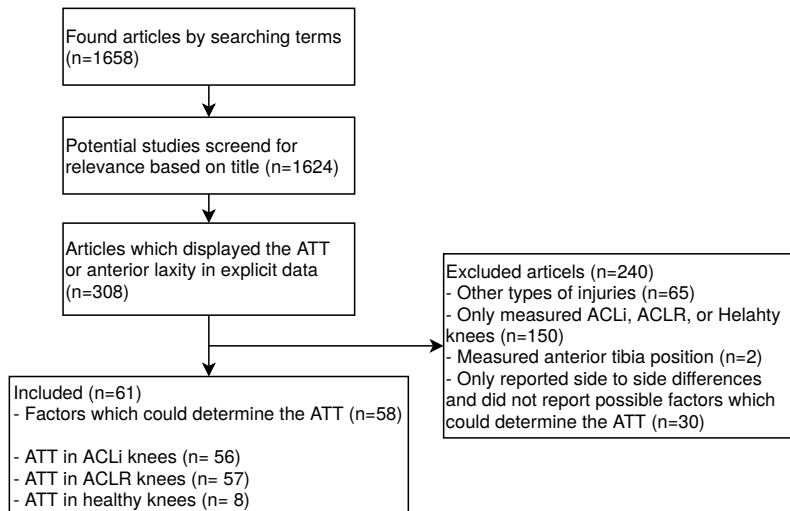 Found articles by searching terms
(n=1658)
Potential studies screend for
relevance based on title (n=1624)
Articles which displayed the ATT
or anterior laxity in explicit data
(n=308)
Excluded articels (n=240)
- Other types of injuries (n=65)
- Only measured ACLi, ACLR, or Helahty
knees (n=150)
- Measured anterior tibia position (n=2)
- Only reported side to side differences
and did not report possible factors which
could determine the ATT (n=30)
Included (n=61)
- Factors which could determine the ATT (n=58)
- ATT in ACLi knees (n= 56)
- ATT in ACLR knees (n= 57)
- ATT in healthy knees (n= 8)